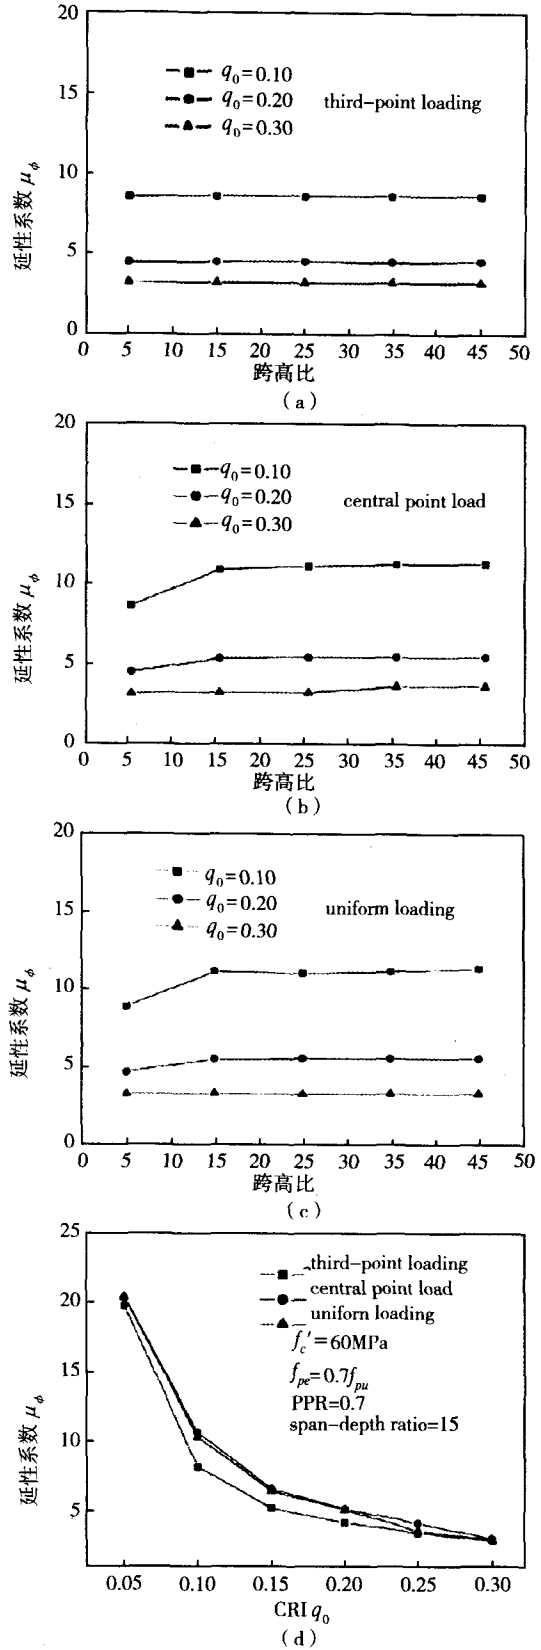 20
15
10
5
0
延性系数 μϕ
q₀=0.10
q₀=0.20
q₀=0.30
third-point loading
0 5 10 15 20 25 30 35 40 45 50
跨高比
(a)
20
15
10
5
0
延性系数 μϕ
q₀=0.10
q₀=0.20
q₀=0.30
central point load
0 5 10 15 20 25 30 35 40 45 50
跨高比
(b)
20
15
10
5
0
延性系数 μϕ
q₀=0.10
q₀=0.20
q₀=0.30
uniform loading
0 5 10 15 20 25 30 35 40 45 50
跨高比
(c)
25
20
15
10
5
延性系数 μϕ
third-point loading
central point load
uniforn loading
f_c′=60MPa
f_pe=0.7f_pu
PPR=0.7
span-depth ratio=15
0.05 0.10 0.15 0.20 0.25 0.30
CRI q₀
(d)